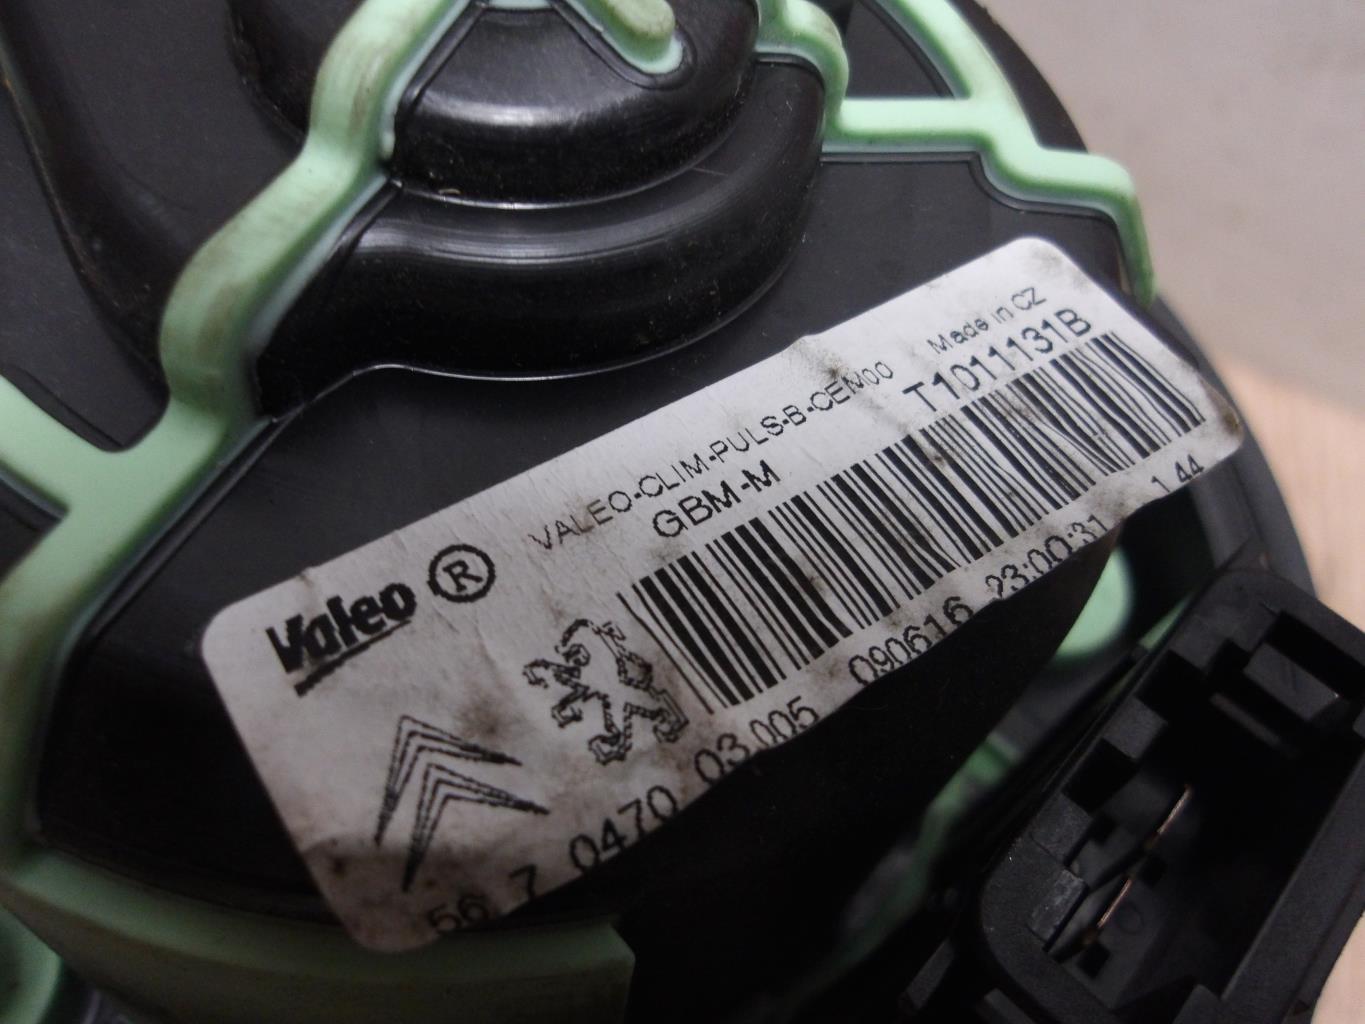 Valeo ®
VALEO-CLIM-PULS-B-CEN00
Made in CZ
GBM-M
T1011131B
56 7 0470 03.005 090616 23:00:31 1.44